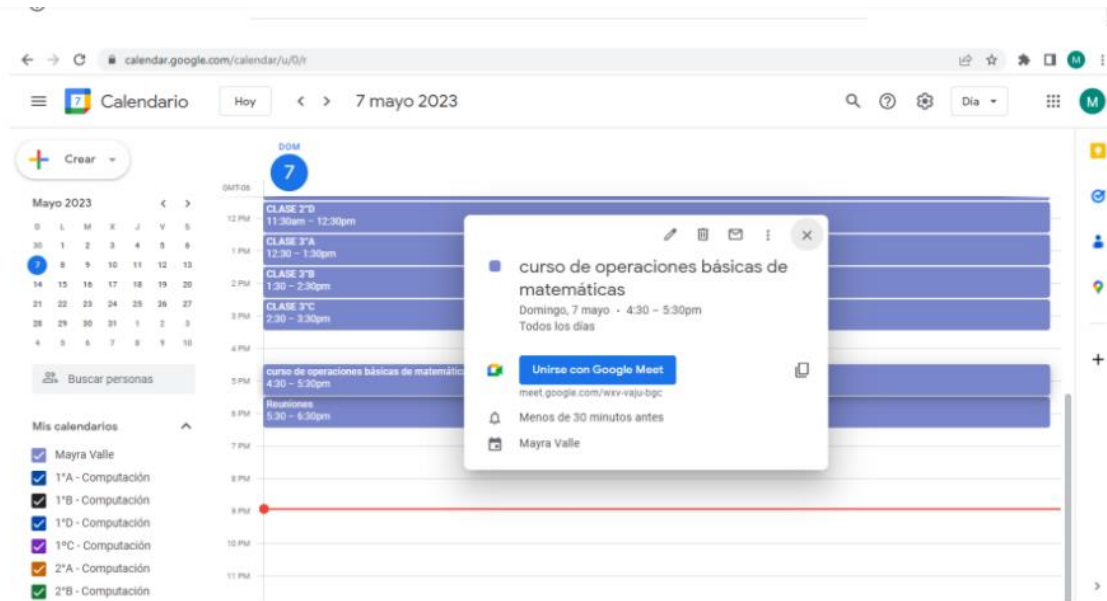 calendar.google.com/calendar/u/0/r
M
7
Calendario
Hoy
7 mayo 2023
Día
M
Crear
DOM
7
GMT-06
Mayo 2023
D L M X J V S
30 1 2 3 4 5 6
7 8 9 10 11 12 13
14 15 16 17 18 19 20
21 22 23 24 25 26 27
28 29 30 31 1 2 3
4 5 6 7 8 9 10
Buscar personas
Mis calendarios
Mayra Valle
1°A - Computación
1°B - Computación
1°D - Computación
1ºC - Computación
2°A - Computación
2°B - Computación
12 PM
1 PM
2 PM
3 PM
4 PM
5 PM
6 PM
7 PM
8 PM
9 PM
10 PM
11 PM
CLASE 2°D
11:30am – 12:30pm
CLASE 3°A
12:30 – 1:30pm
CLASE 3°B
1:30 – 2:30pm
CLASE 3°C
2:30 – 3:30pm
curso de operaciones básicas de matemátic
4:30 – 5:30pm
Reuniones
5:30 – 6:30pm
curso de operaciones básicas de
matemáticas
Domingo, 7 mayo · 4:30 – 5:30pm
Todos los días
Unirse con Google Meet
meet.google.com/wxv-vaju-bgc
Menos de 30 minutos antes
Mayra Valle